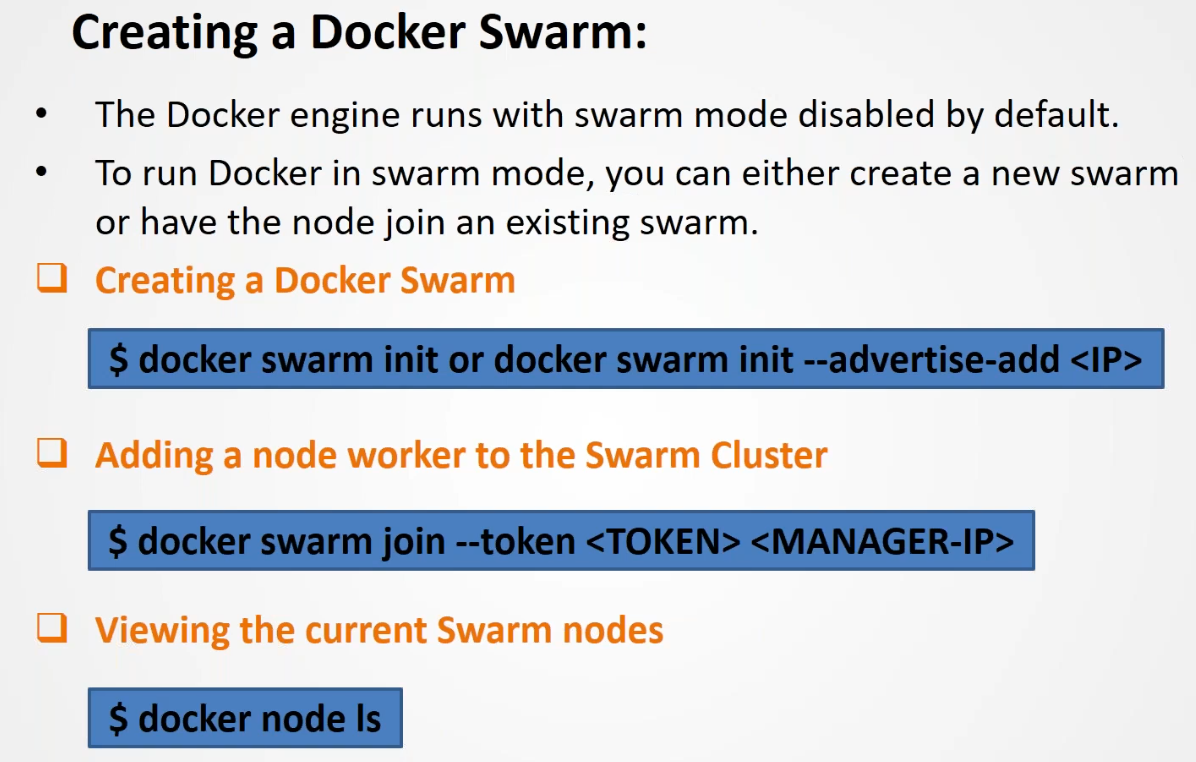 Creating a Docker Swarm:
• The Docker engine runs with swarm mode disabled by default.
• To run Docker in swarm mode, you can either create a new swarm
or have the node join an existing swarm.
❑ Creating a Docker Swarm
$ docker swarm init or docker swarm init --advertise-add <IP>
❑ Adding a node worker to the Swarm Cluster
$ docker swarm join --token <TOKEN> <MANAGER-IP>
❑ Viewing the current Swarm nodes
$ docker node ls